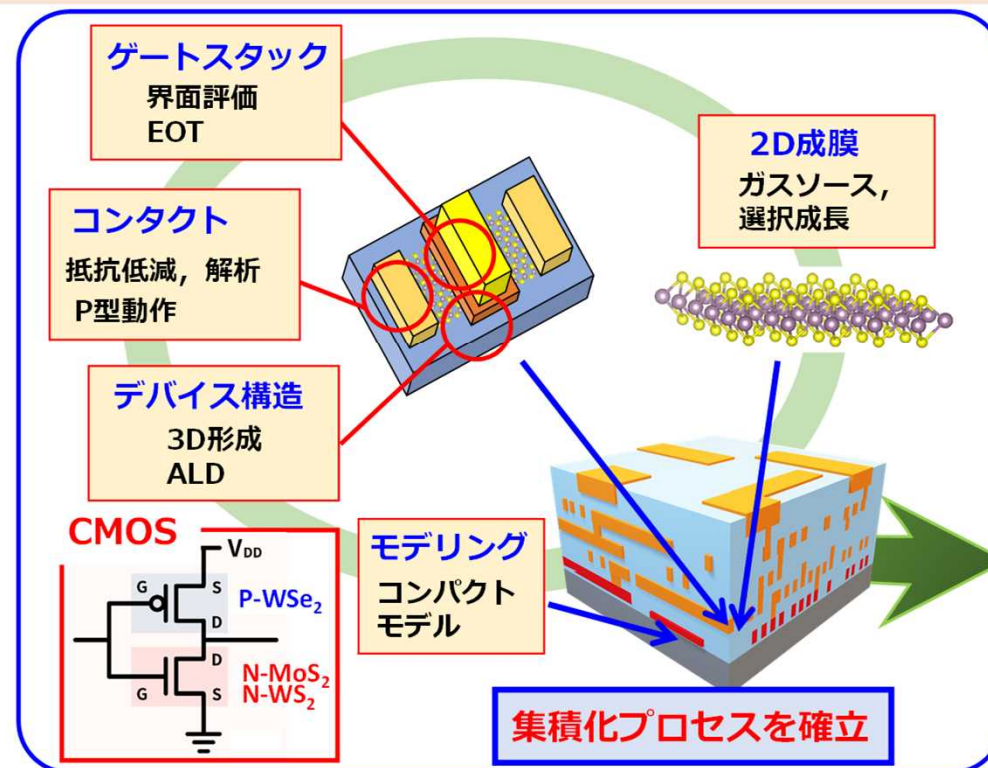 ゲートスタック
界面評価
EOT
2D成膜
ガスソース,
選択成長
コンタクト
抵抗低減，解析
P型動作
デバイス構造
3D形成
ALD
CMOS
VDD
G
S
D
P-WSe₂
D
G
S
N-MoS₂
N-WS₂
モデリング
コンパクト
モデル
集積化プロセスを確立